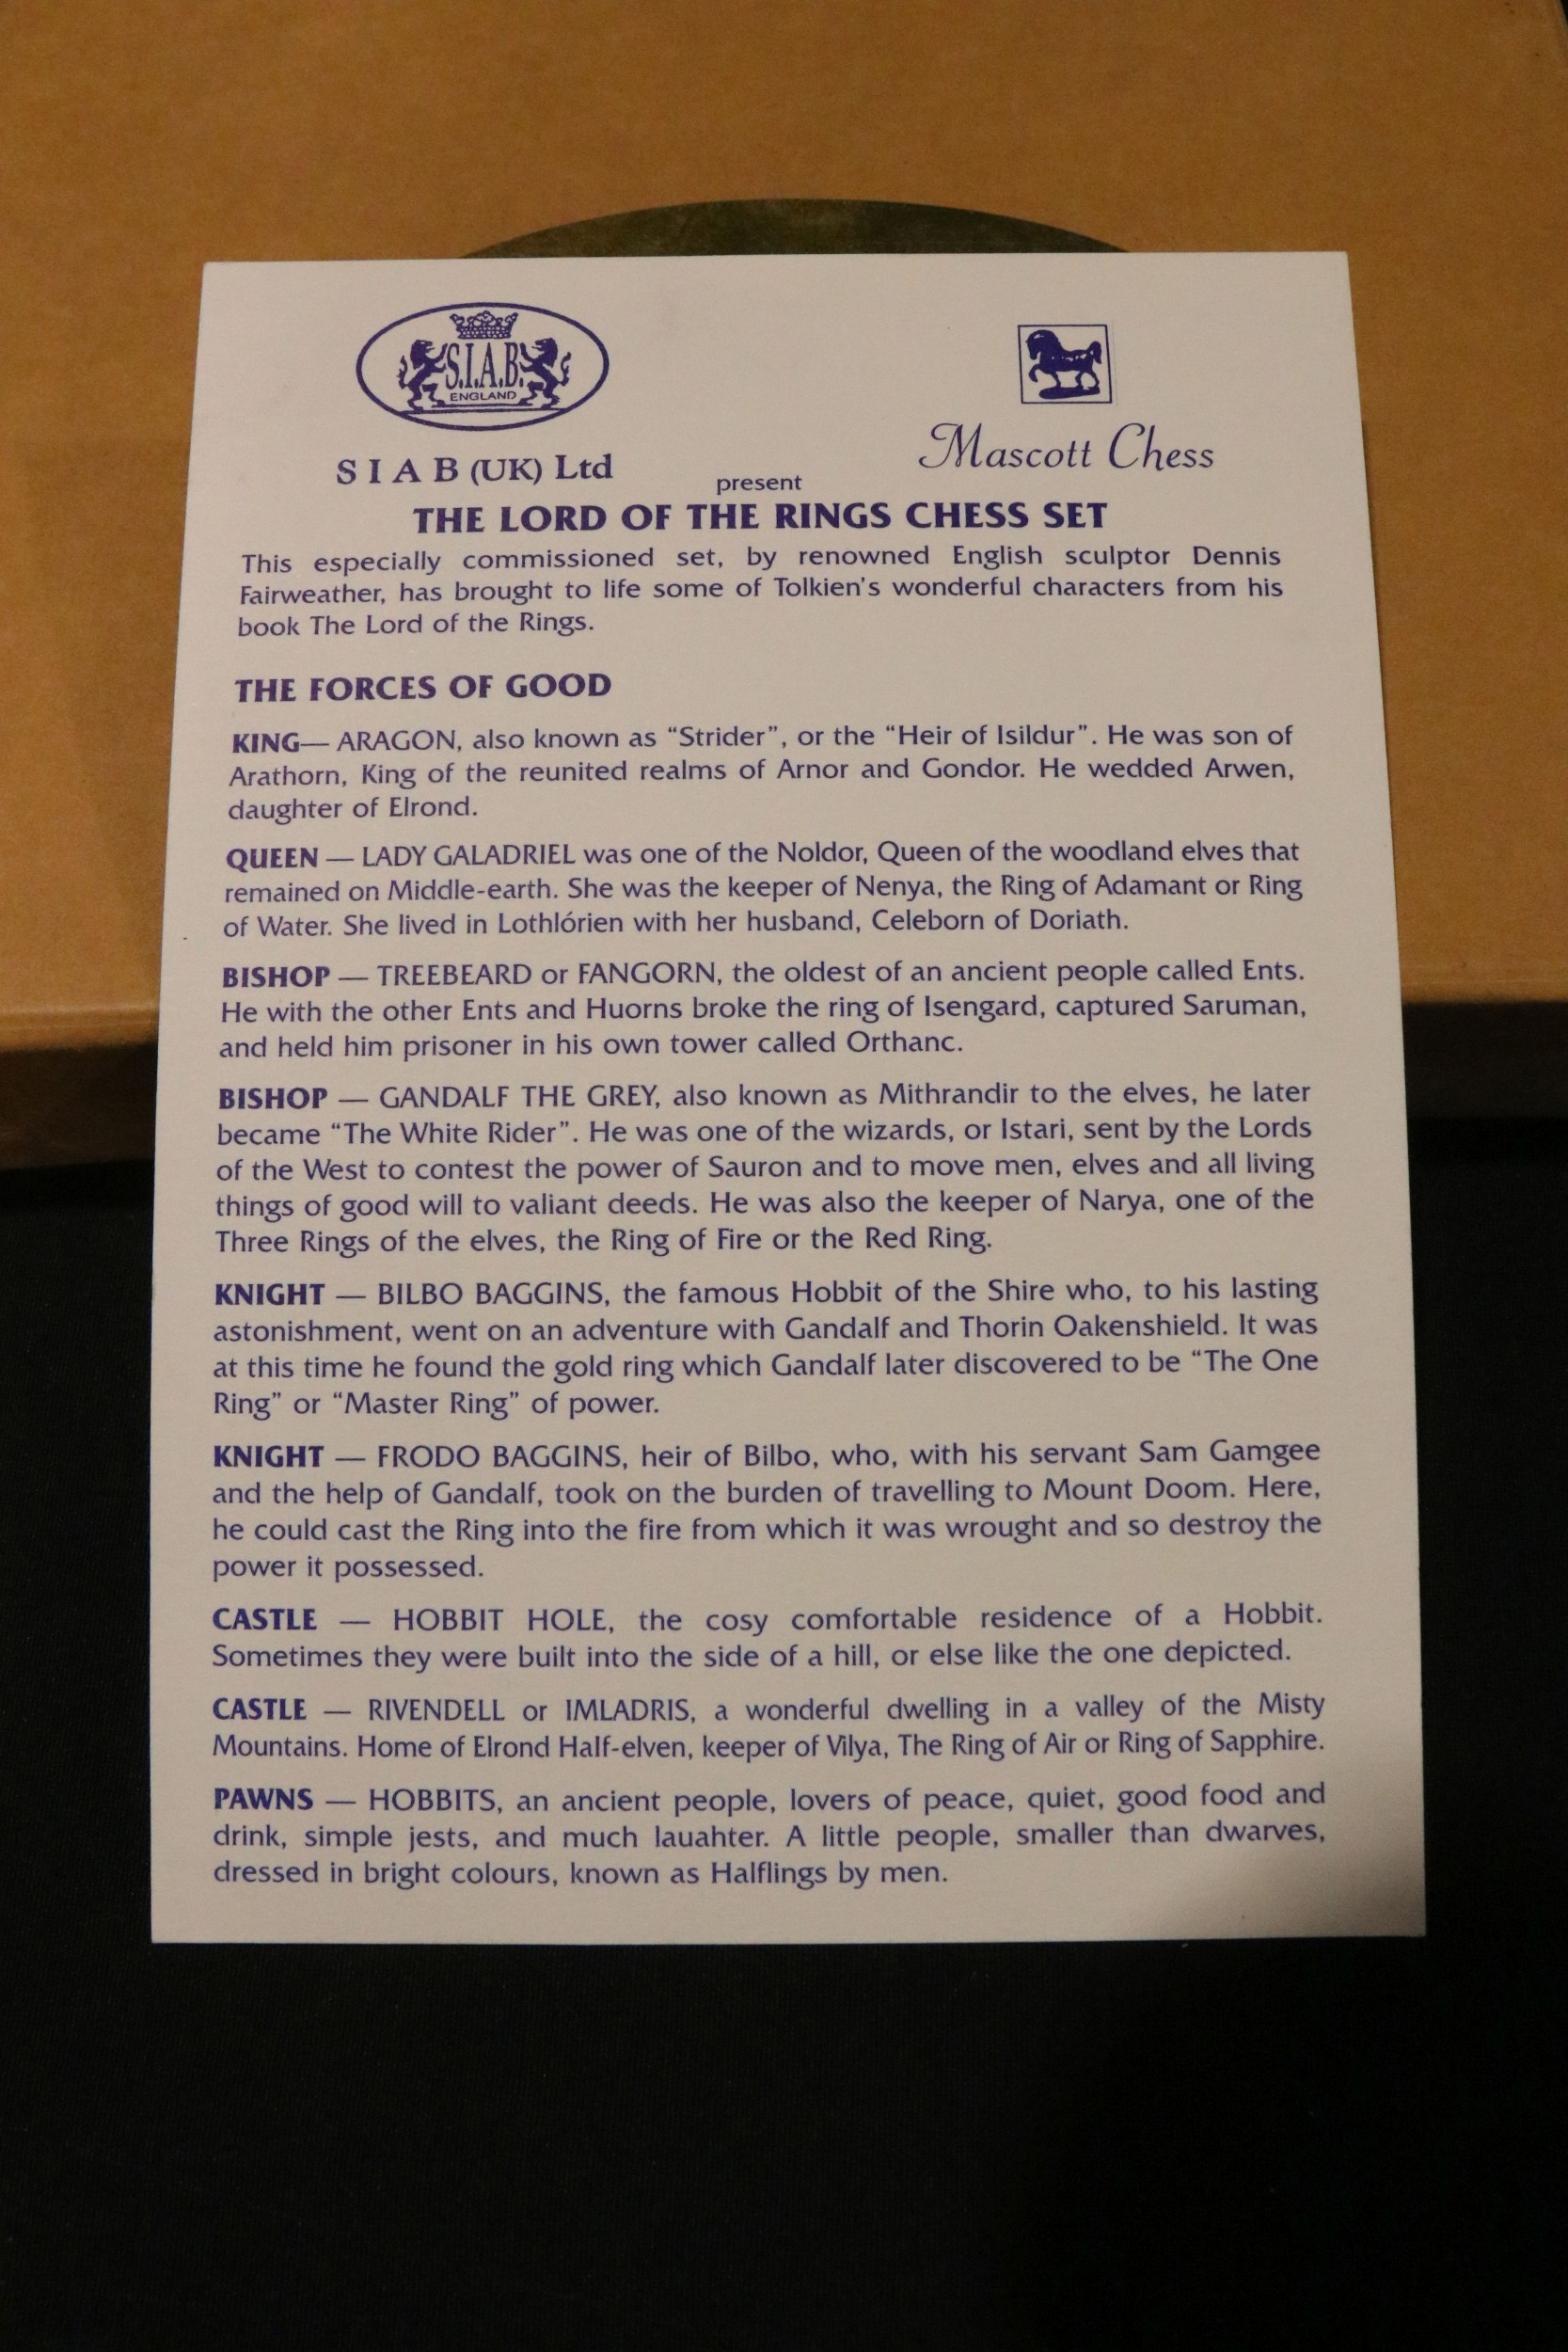 S.I.A.B.
ENGLAND
S I A B (UK) Ltd
Mascott Chess
present
THE LORD OF THE RINGS CHESS SET
This especially commissioned set, by renowned English sculptor Dennis
Fairweather, has brought to life some of Tolkien's wonderful characters from his
book The Lord of the Rings.
THE FORCES OF GOOD
KING— ARAGON, also known as “Strider”, or the “Heir of Isildur”. He was son of
Arathorn, King of the reunited realms of Arnor and Gondor. He wedded Arwen,
daughter of Elrond.
QUEEN — LADY GALADRIEL was one of the Noldor, Queen of the woodland elves that
remained on Middle-earth. She was the keeper of Nenya, the Ring of Adamant or Ring
of Water. She lived in Lothlórien with her husband, Celeborn of Doriath.
BISHOP — TREEBEARD or FANGORN, the oldest of an ancient people called Ents.
He with the other Ents and Huorns broke the ring of Isengard, captured Saruman,
and held him prisoner in his own tower called Orthanc.
BISHOP — GANDALF THE GREY, also known as Mithrandir to the elves, he later
became “The White Rider”. He was one of the wizards, or Istari, sent by the Lords
of the West to contest the power of Sauron and to move men, elves and all living
things of good will to valiant deeds. He was also the keeper of Narya, one of the
Three Rings of the elves, the Ring of Fire or the Red Ring.
KNIGHT — BILBO BAGGINS, the famous Hobbit of the Shire who, to his lasting
astonishment, went on an adventure with Gandalf and Thorin Oakenshield. It was
at this time he found the gold ring which Gandalf later discovered to be “The One
Ring” or “Master Ring” of power.
KNIGHT — FRODO BAGGINS, heir of Bilbo, who, with his servant Sam Gamgee
and the help of Gandalf, took on the burden of travelling to Mount Doom. Here,
he could cast the Ring into the fire from which it was wrought and so destroy the
power it possessed.
CASTLE — HOBBIT HOLE, the cosy comfortable residence of a Hobbit.
Sometimes they were built into the side of a hill, or else like the one depicted.
CASTLE — RIVENDELL or IMLADRIS, a wonderful dwelling in a valley of the Misty
Mountains. Home of Elrond Half-elven, keeper of Vilya, The Ring of Air or Ring of Sapphire.
PAWNS — HOBBITS, an ancient people, lovers of peace, quiet, good food and
drink, simple jests, and much lauahter. A little people, smaller than dwarves,
dressed in bright colours, known as Halflings by men.